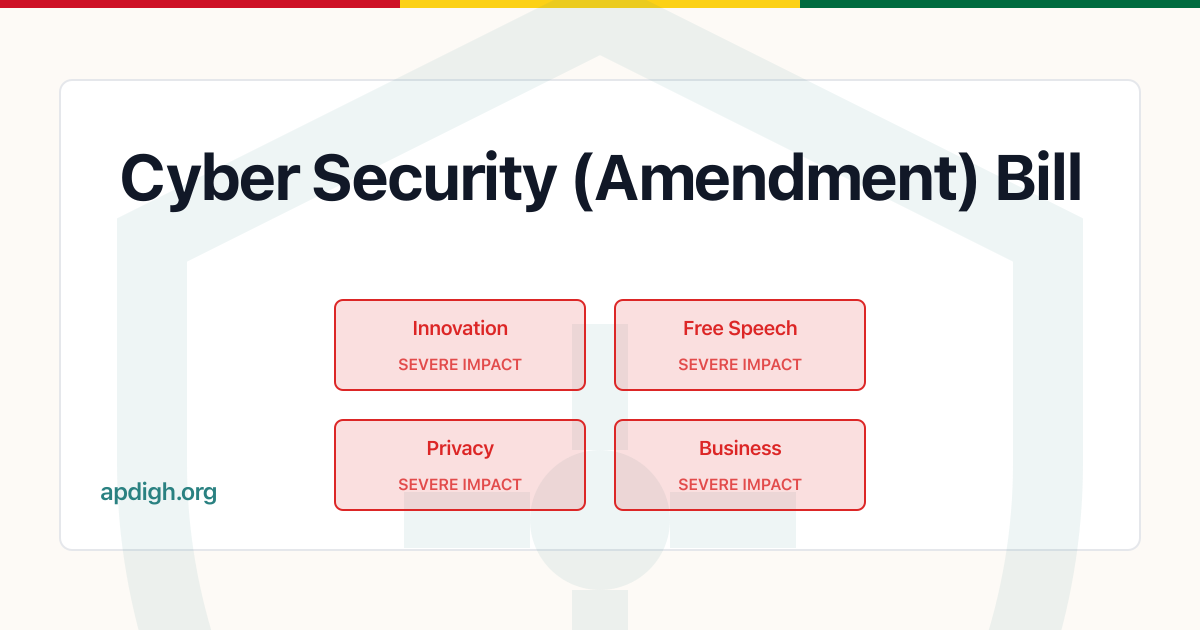 Cyber Security (Amendment) Bill
Innovation
SEVERE IMPACT
Free Speech
SEVERE IMPACT
Privacy
SEVERE IMPACT
Business
SEVERE IMPACT
apdigh.org